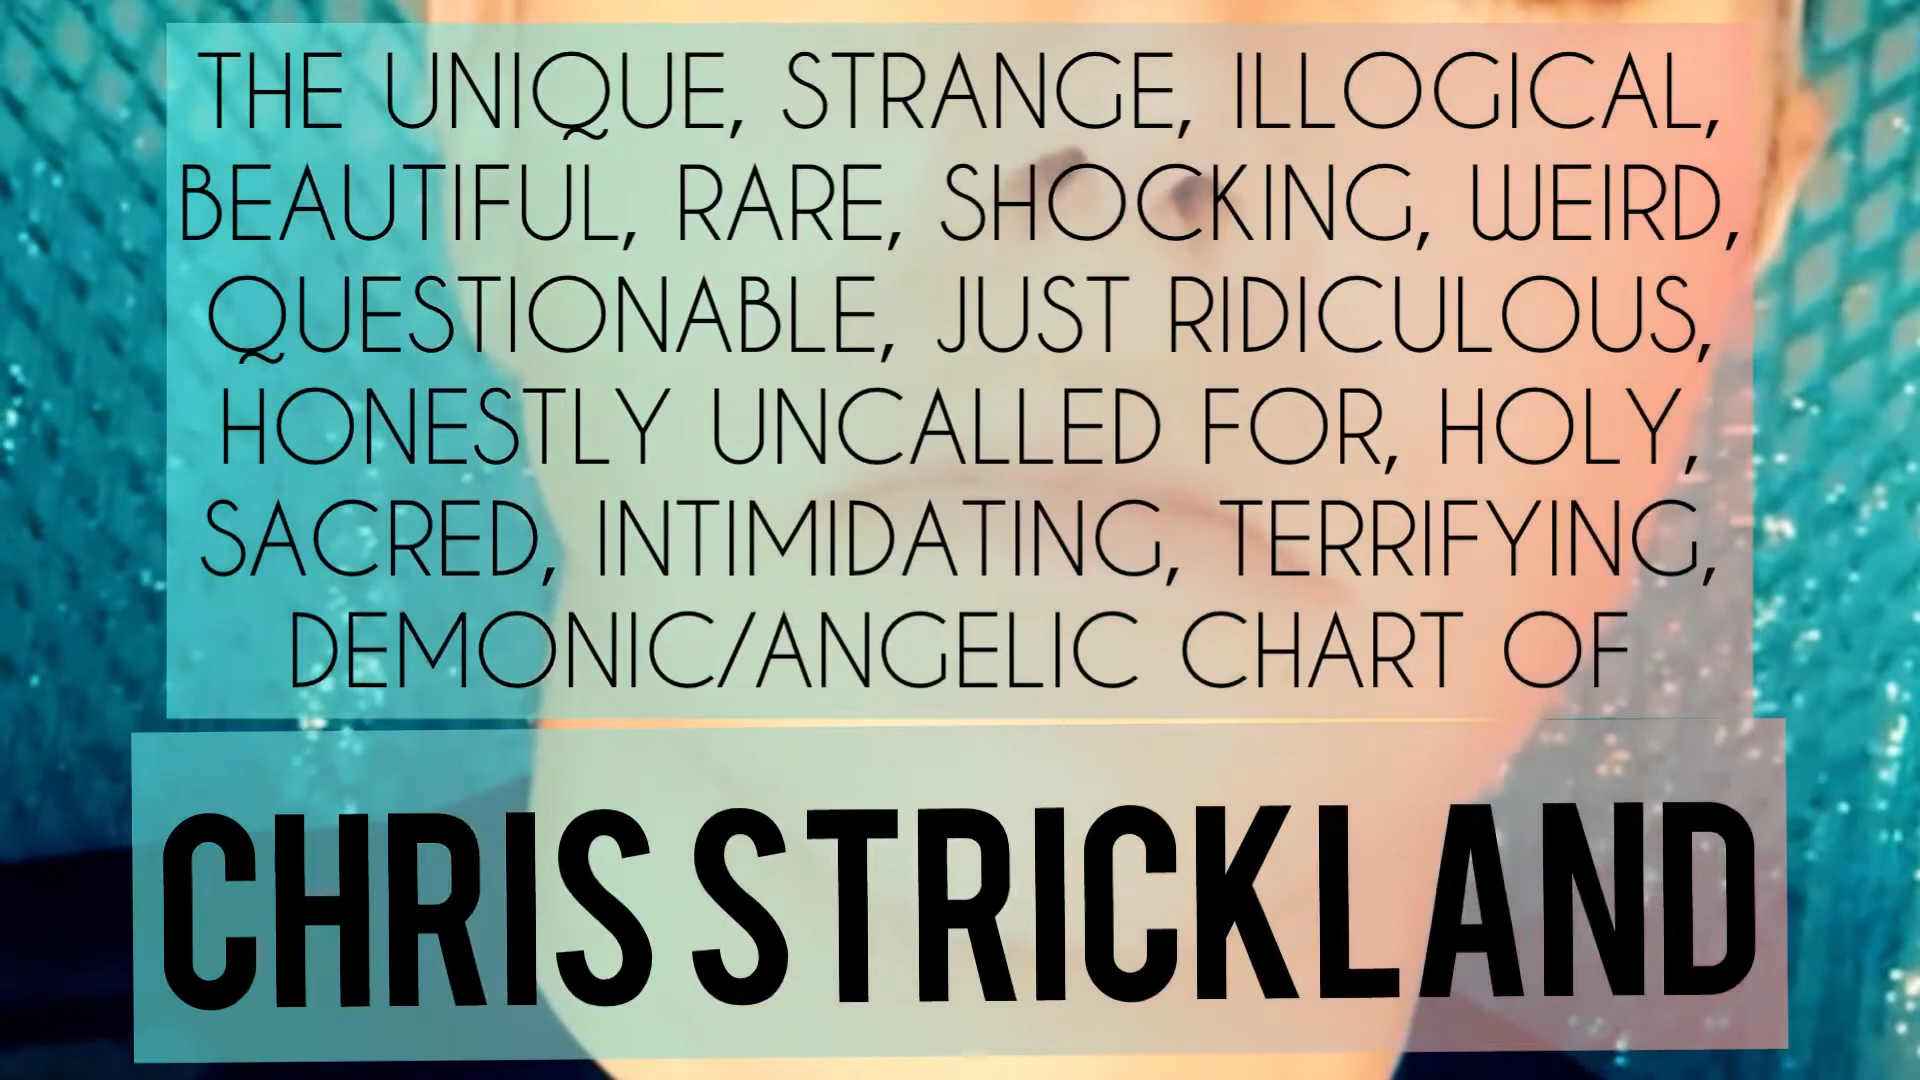 THE UNIQUE, STRANGE, ILLOGICAL,
BEAUTIFUL, RARE, SHOCKING, WEIRD,
QUESTIONABLE, JUST RIDICULOUS,
HONESTLY UNCALLED FOR, HOLY,
SACRED, INTIMIDATING, TERRIFYING,
DEMONIC/ANGELIC CHART OF
CHRIS STRICKLAND